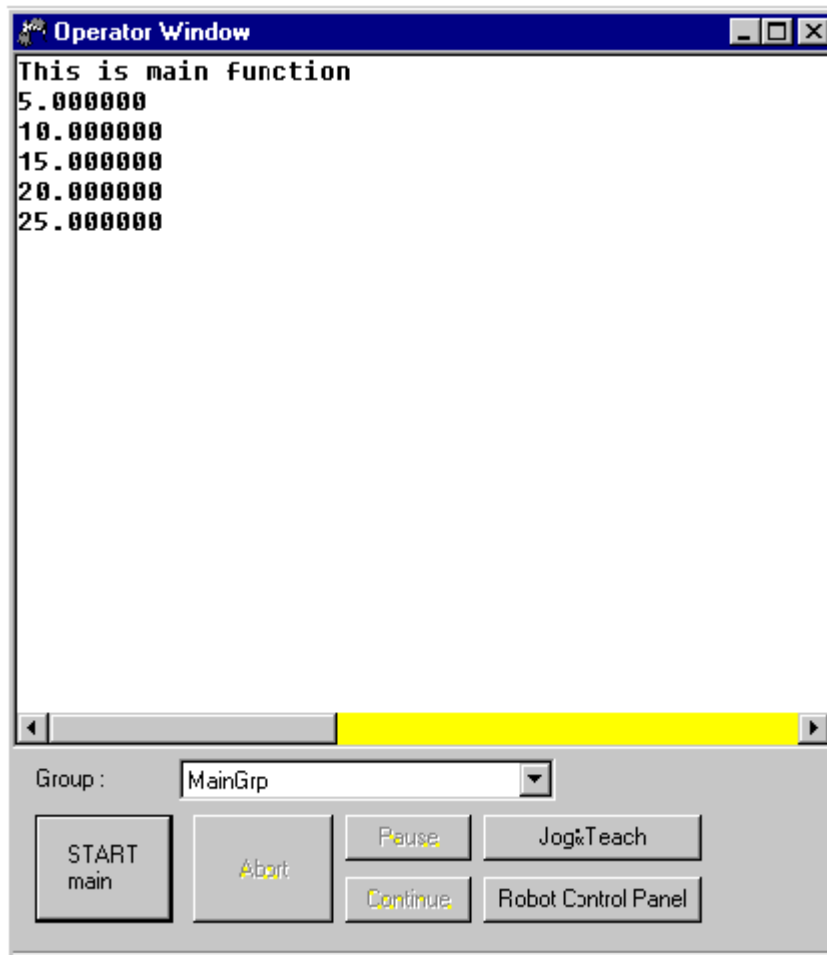 Operator Window
This is main function
5.000000
10.000000
15.000000
20.000000
25.000000
Group :
MainGrp
START
main
Abort
Pause
Continue
Jog&Teach
Robot Control Panel